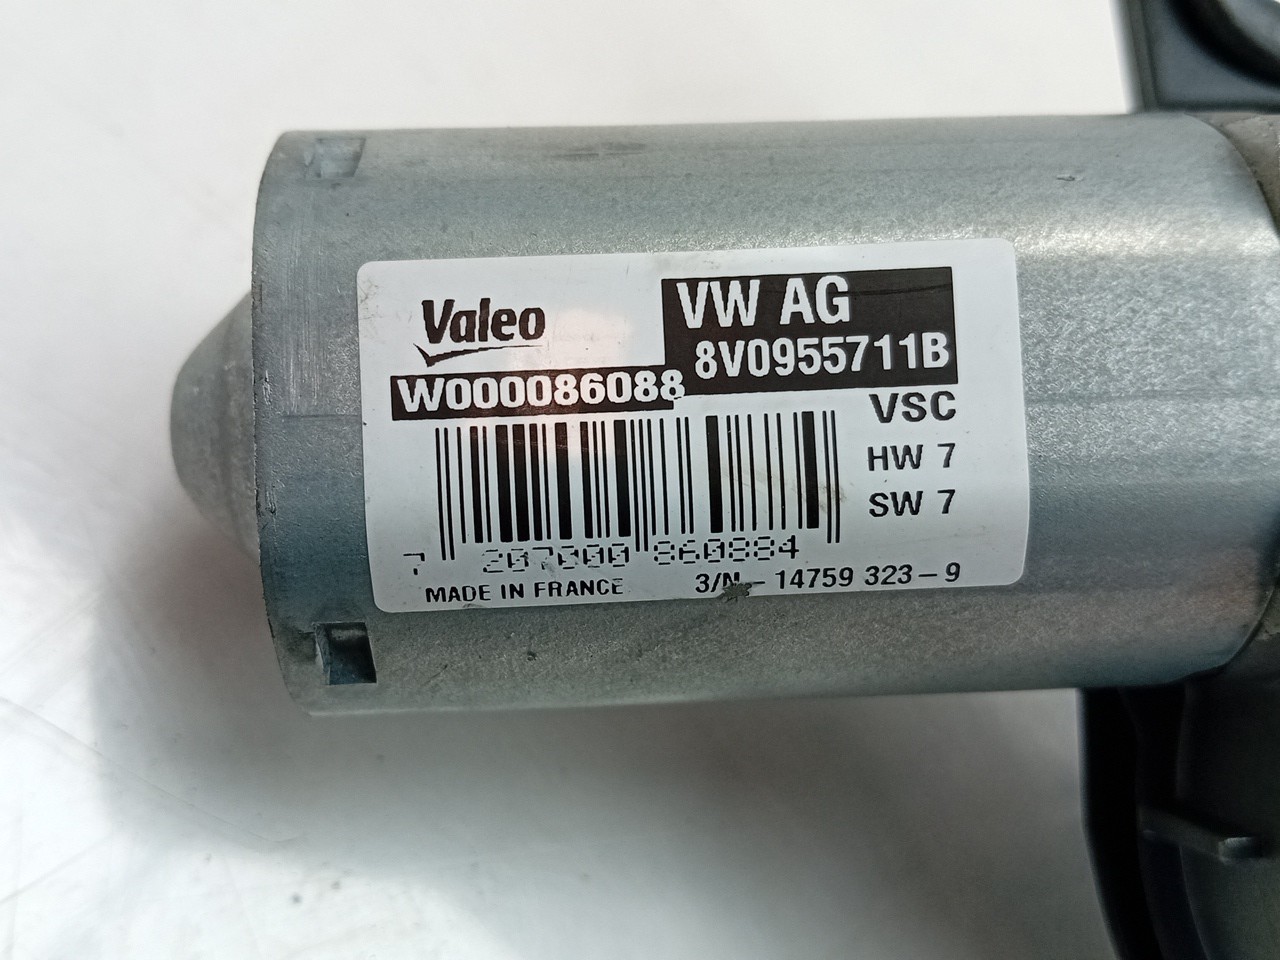 Valeo
VW AG
8V0955711B
W000086088
VSC
HW 7
SW 7
7 207000 860884
MADE IN FRANCE
3/N - 14759 323-9